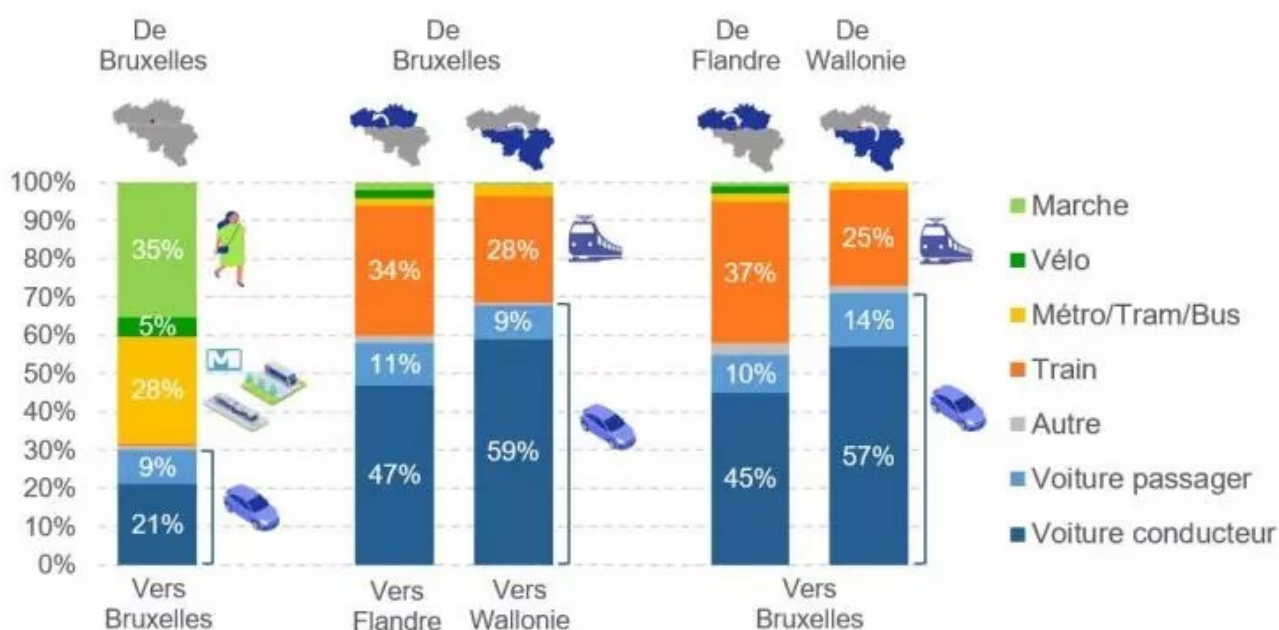 De
Bruxelles
De
Bruxelles
De
Flandre
De
Wallonie
100%
90%
80%
70%
60%
50%
40%
30%
20%
10%
0%
35%
5%
28%
9%
21%
M
34%
11%
47%
28%
9%
59%
37%
10%
45%
25%
14%
57%
Marche
Vélo
Métro/Tram/Bus
Train
Autre
Voiture passager
Voiture conducteur
Vers
Bruxelles
Vers
Flandre
Vers
Wallonie
Vers
Bruxelles